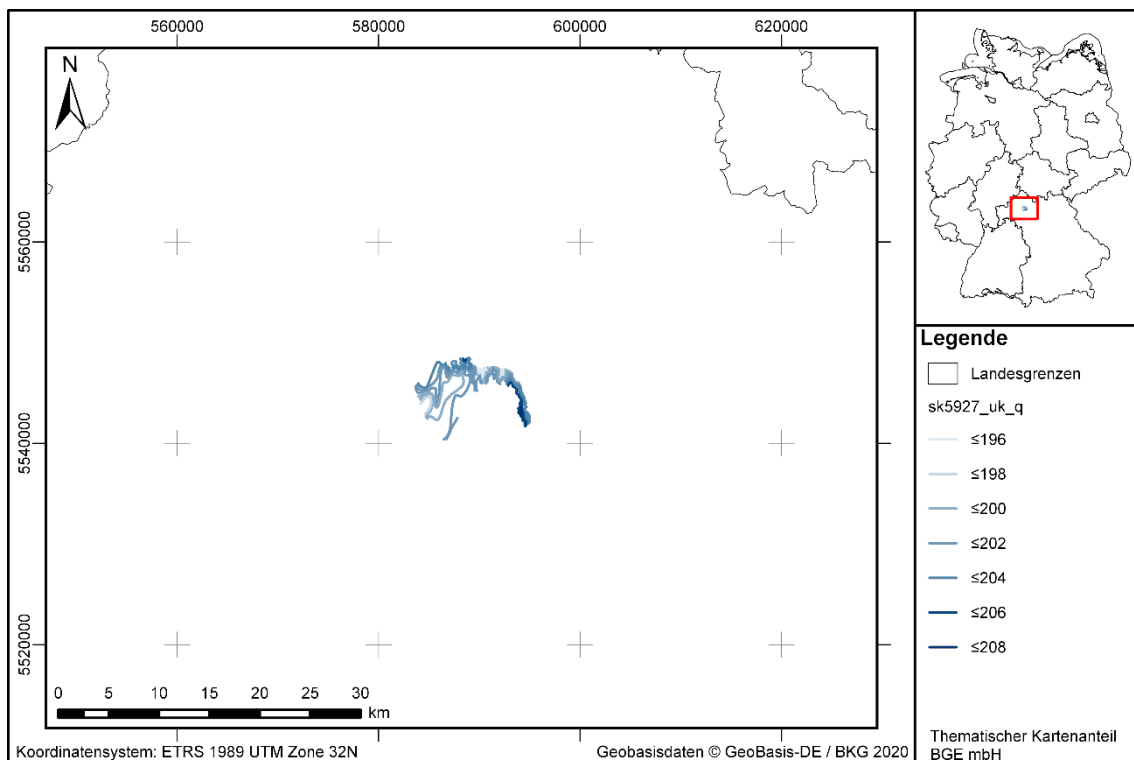 560000
580000
600000
620000
N
5560000
5540000
5520000
0
5
10
15
20
25
30
km
Koordinatensystem: ETRS 1989 UTM Zone 32N
Geobasisdaten © GeoBasis-DE / BKG 2020
Legende
Landesgrenzen
sk5927_uk_q
≤196
≤198
≤200
≤202
≤204
≤206
≤208
Thematischer Kartenanteil
BGE mbH